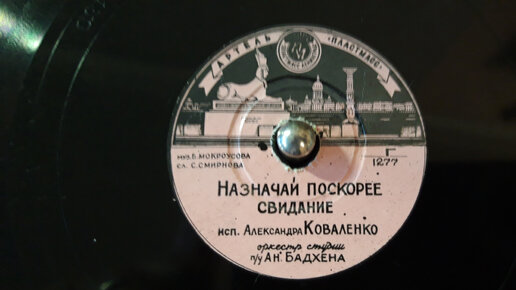 АРТЕЛЬ "ПЛАСТМАСС"
муз. Б. МОКРОУСОВА
сл. С. СМИРНОВА
Г
1277
НАЗНАЧАЙ ПОСКОРЕЕ
СВИДАНИЕ
исп. АЛЕКСАНДРА КОВАЛЕНКО
оркестр студии
п/у АН. БАДХЕНА